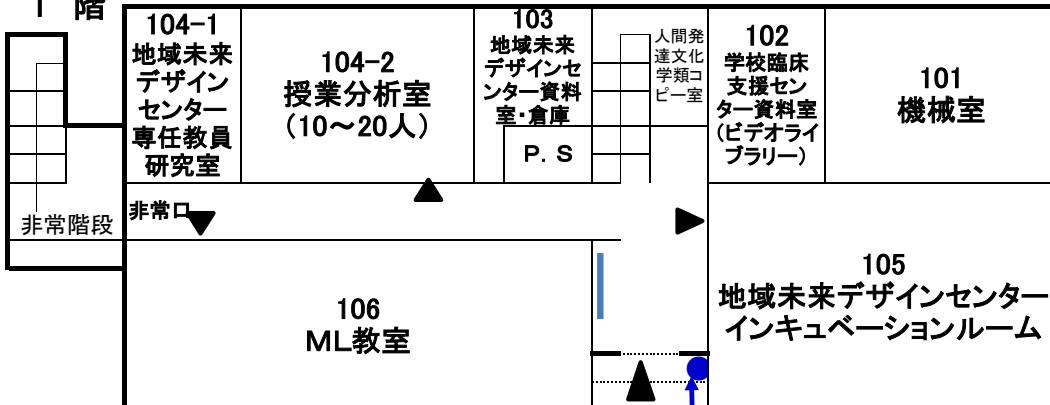 1 階
104-1
地域未来
デザイン
センター
専任教員
研究室
104-2
授業分析室
(10～20人)
103
地域未来
デザインセ
ンター資料
室・倉庫
P．S
人間発
達文化
学類コ
ピー室
102
学校臨床
支援セン
ター資料室
(ビデオライ
ブラリー)
101
機械室
非常階段
非常口
106
ML教室
105
地域未来デザインセンター
インキュベーションルーム